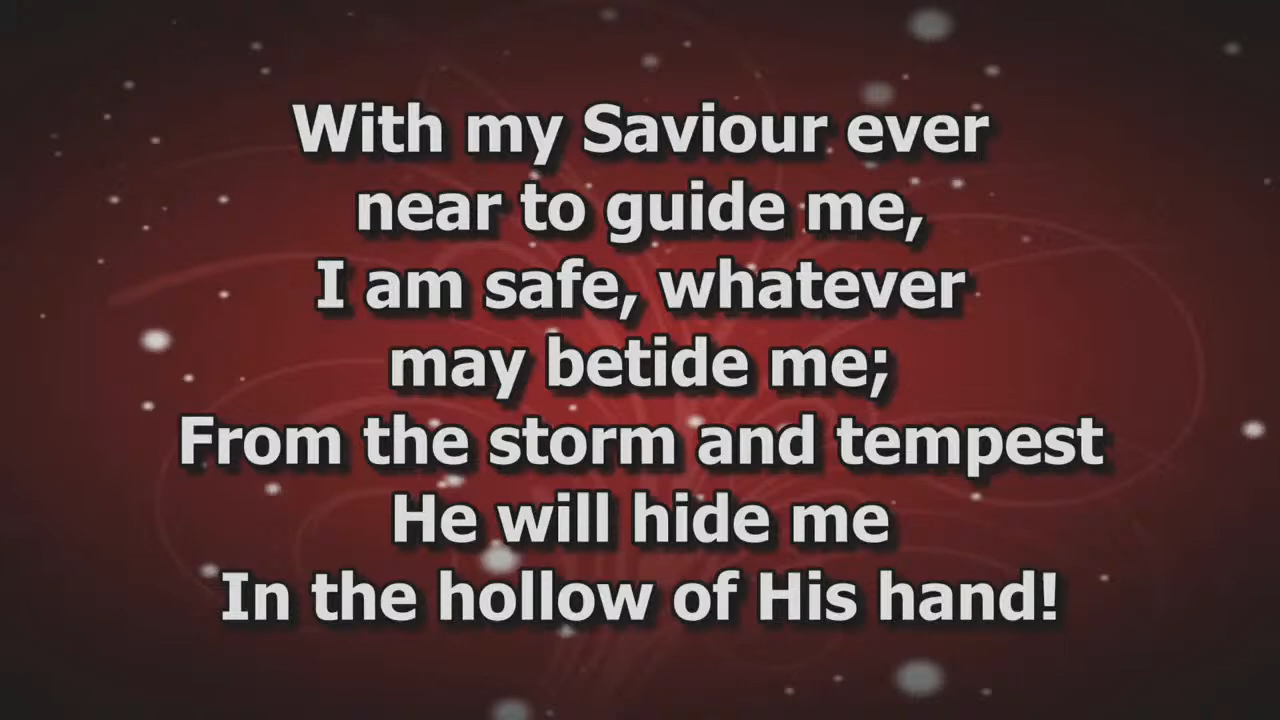 With my Saviour ever
near to guide me,
I am safe, whatever
may betide me;
From the storm and tempest
He will hide me
In the hollow of His hand!